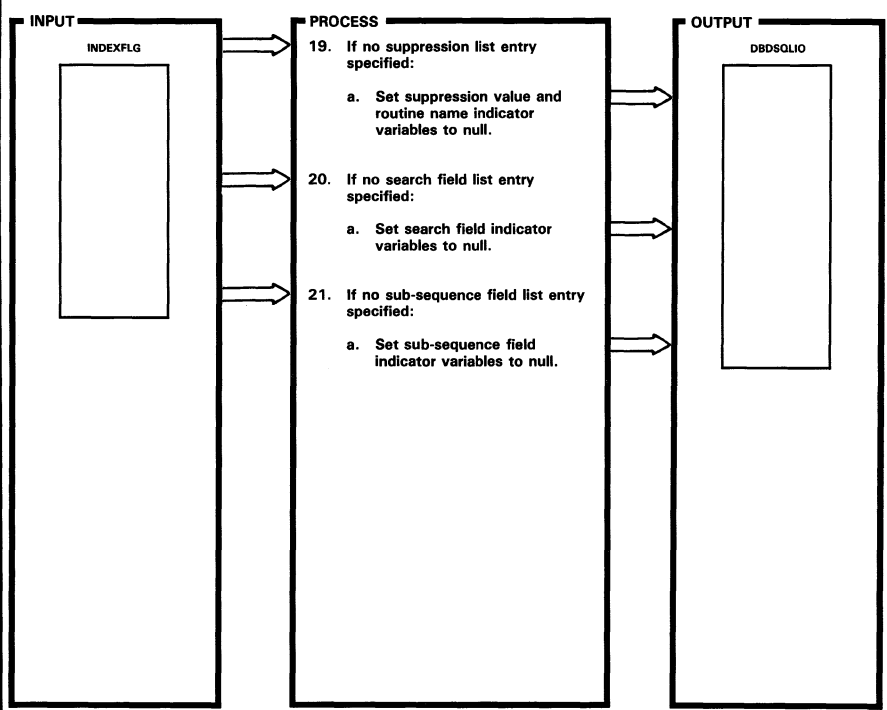 INPUT
INDEXFLG
PROCESS
19. If no suppression list entry
specified:
a. Set suppression value and
routine name indicator
variables to null.
20. If no search field list entry
specified:
a. Set search field indicator
variables to null.
21. If no sub-sequence field list entry
specified:
a. Set sub-sequence field
indicator variables to null.
OUTPUT
DBDSQLIO